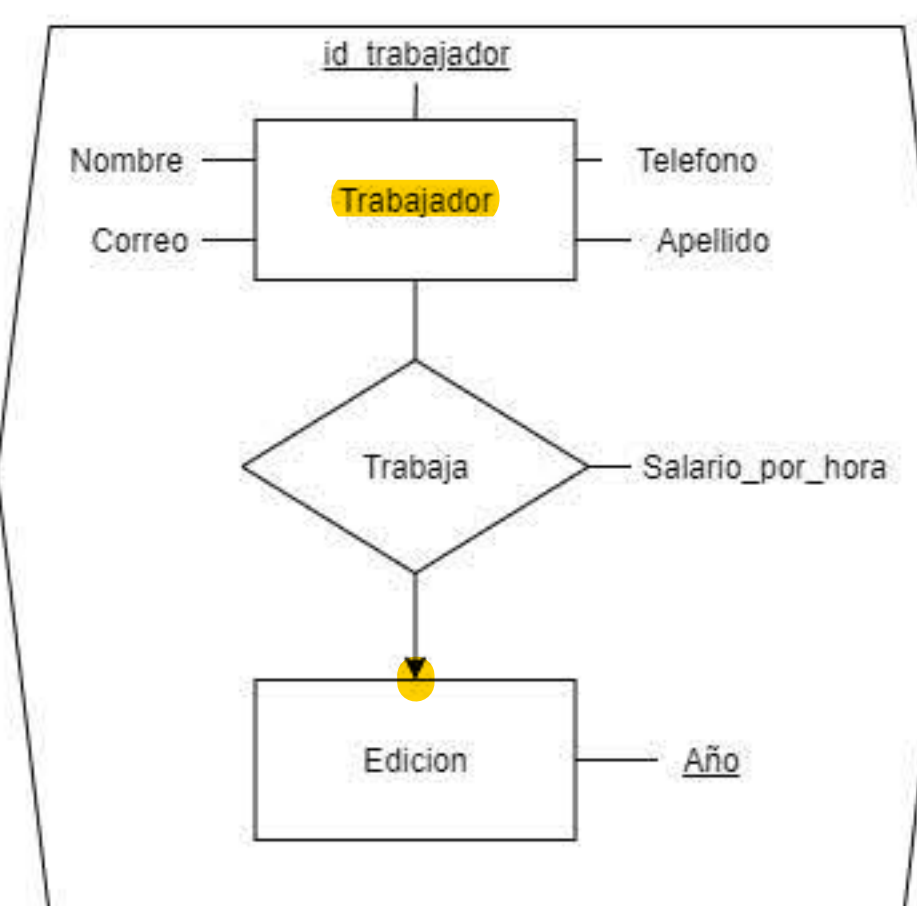 id_trabajador
Nombre
Telefono
Trabajador
Correo
Apellido
Trabaja
Salario_por_hora
Edicion
Año